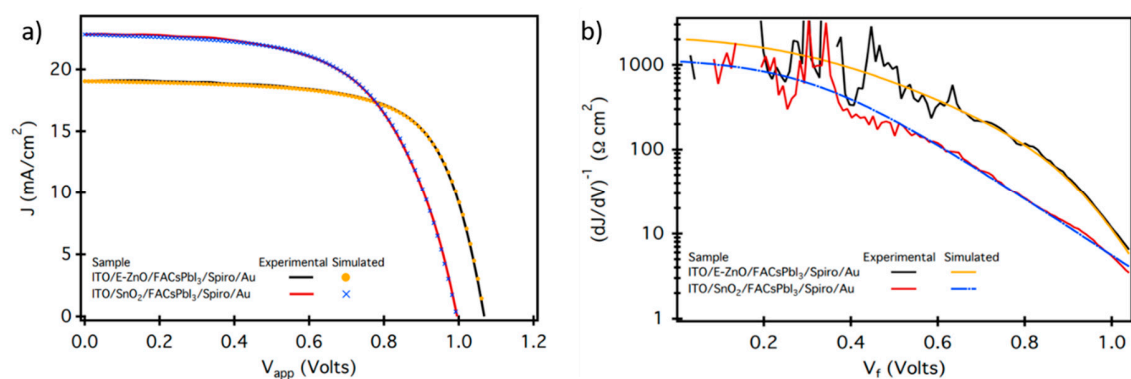 a)
J (mA/cm²)
20
15
10
5
0
Sample Experimental Simulated
ITO/E-ZnO/FACsPbI₃/Spiro/Au
ITO/SnO₂/FACsPbI₃/Spiro/Au
0.0 0.2 0.4 0.6 0.8 1.0 1.2
V_app (Volts)
b)
(dJ/dV)⁻¹ (Ω cm²)
1000
100
10
1
Sample Experimental Simulated
ITO/E-ZnO/FACsPbI₃/Spiro/Au
ITO/SnO₂/FACsPbI₃/Spiro/Au
0.2 0.4 0.6 0.8 1.0
V_f (Volts)